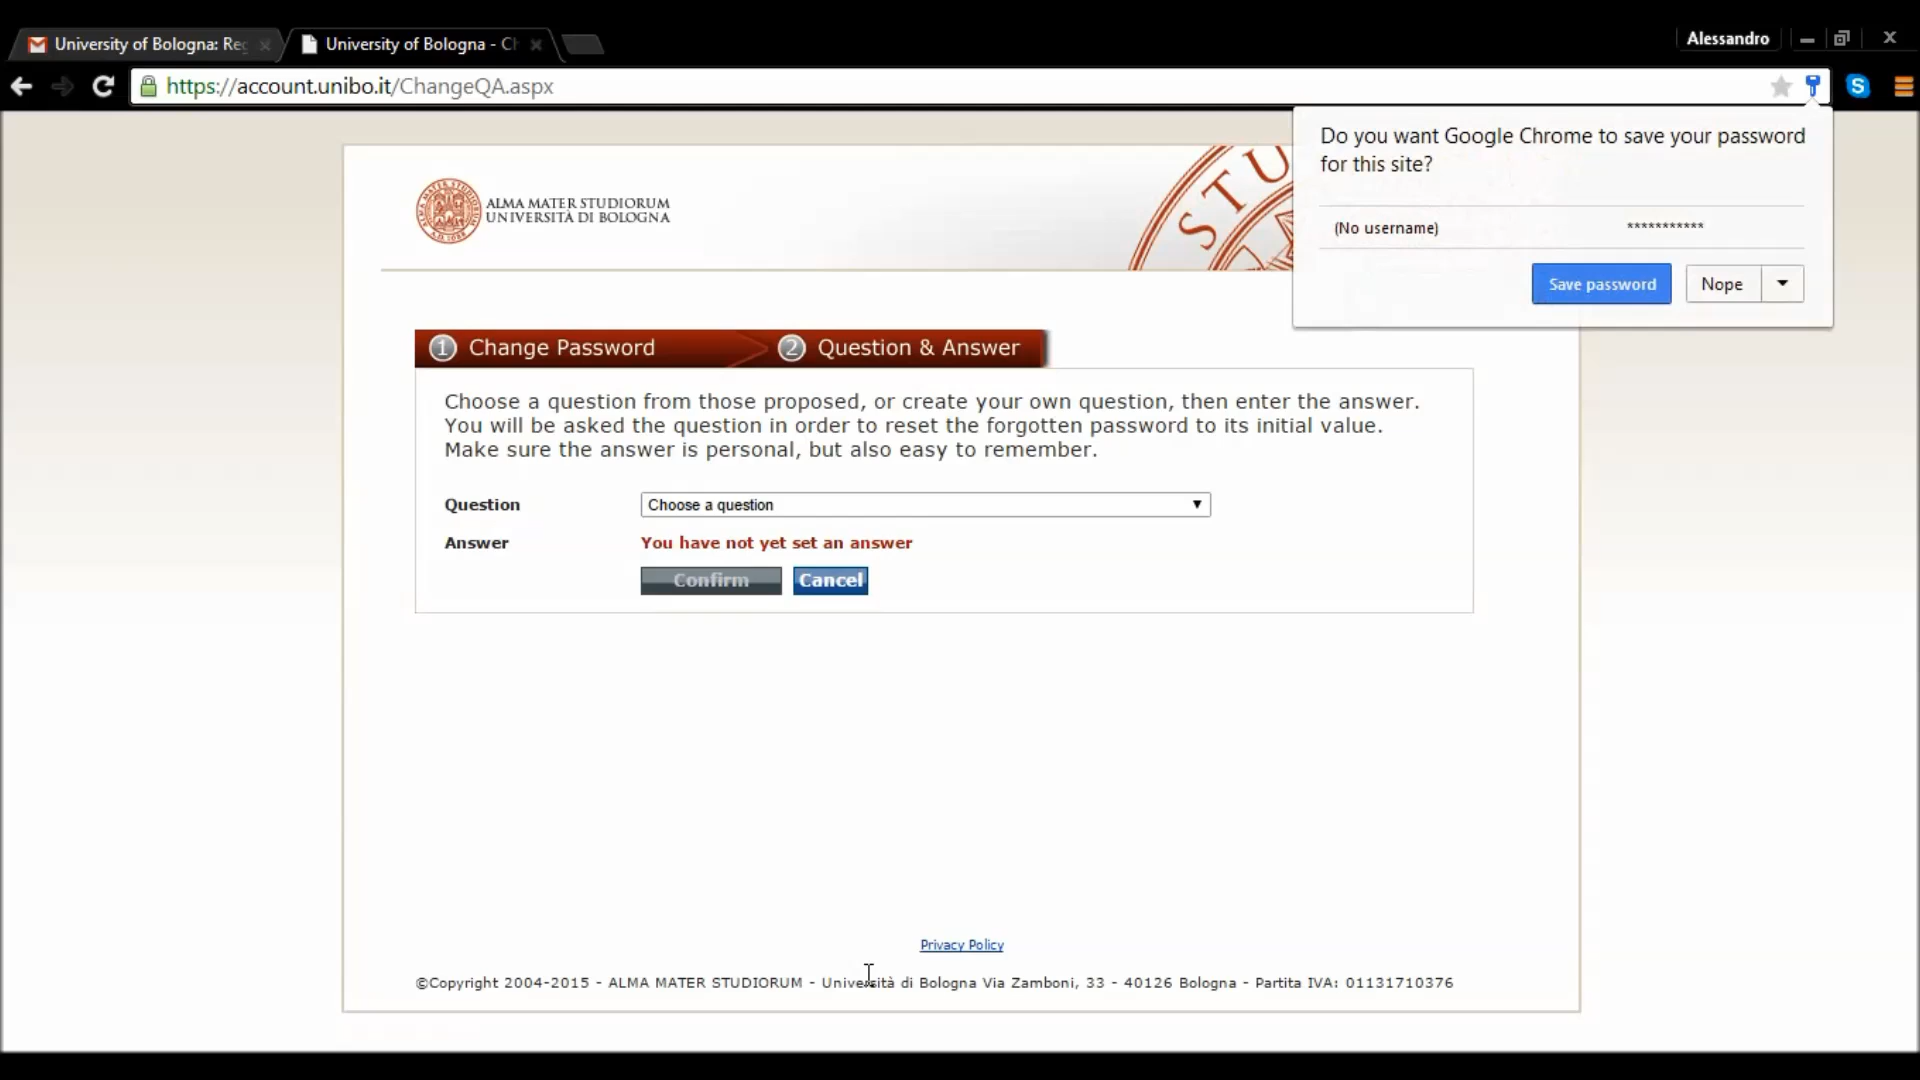 University of Bologna: Reg
University of Bologna - Ch
Alessandro
https://account.unibo.it/ChangeQA.aspx
Do you want Google Chrome to save your password
for this site?
(No username) ***********
Save password Nope
ALMA MATER STUDIORUM
UNIVERSITÀ DI BOLOGNA
STU
1 Change Password 2 Question & Answer
Choose a question from those proposed, or create your own question, then enter the answer.
You will be asked the question in order to reset the forgotten password to its initial value.
Make sure the answer is personal, but also easy to remember.
Question Choose a question
Answer You have not yet set an answer
Confirm Cancel
Privacy Policy
©Copyright 2004-2015 - ALMA MATER STUDIORUM - Università di Bologna Via Zamboni, 33 - 40126 Bologna - Partita IVA: 01131710376